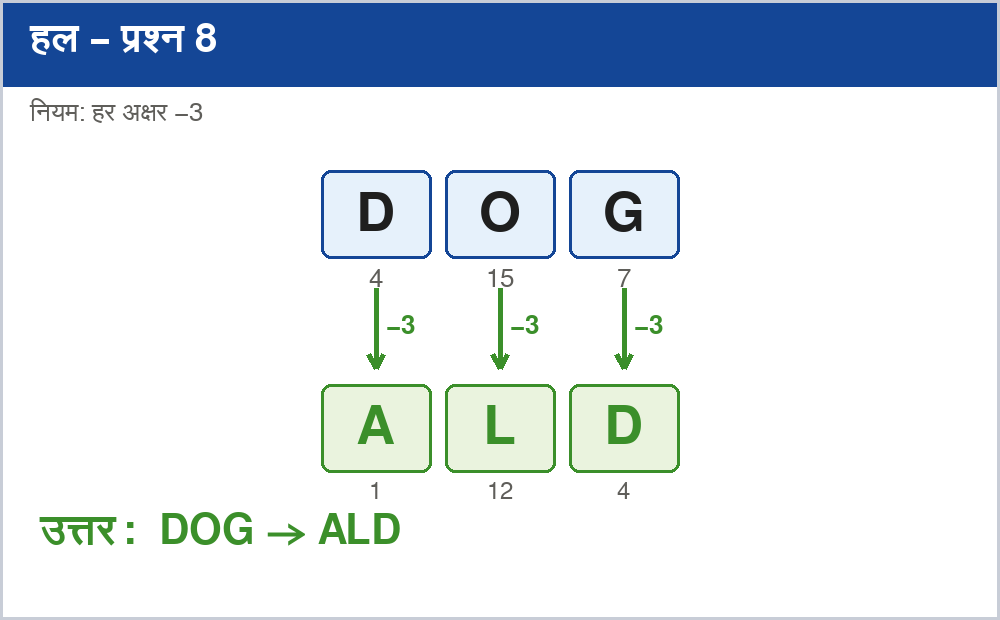 हल – प्रश्न 8
नियम: हर अक्षर –3
D O G
4 15 7
–3 –3 –3
A L D
1 12 4
उत्तर : DOG → ALD